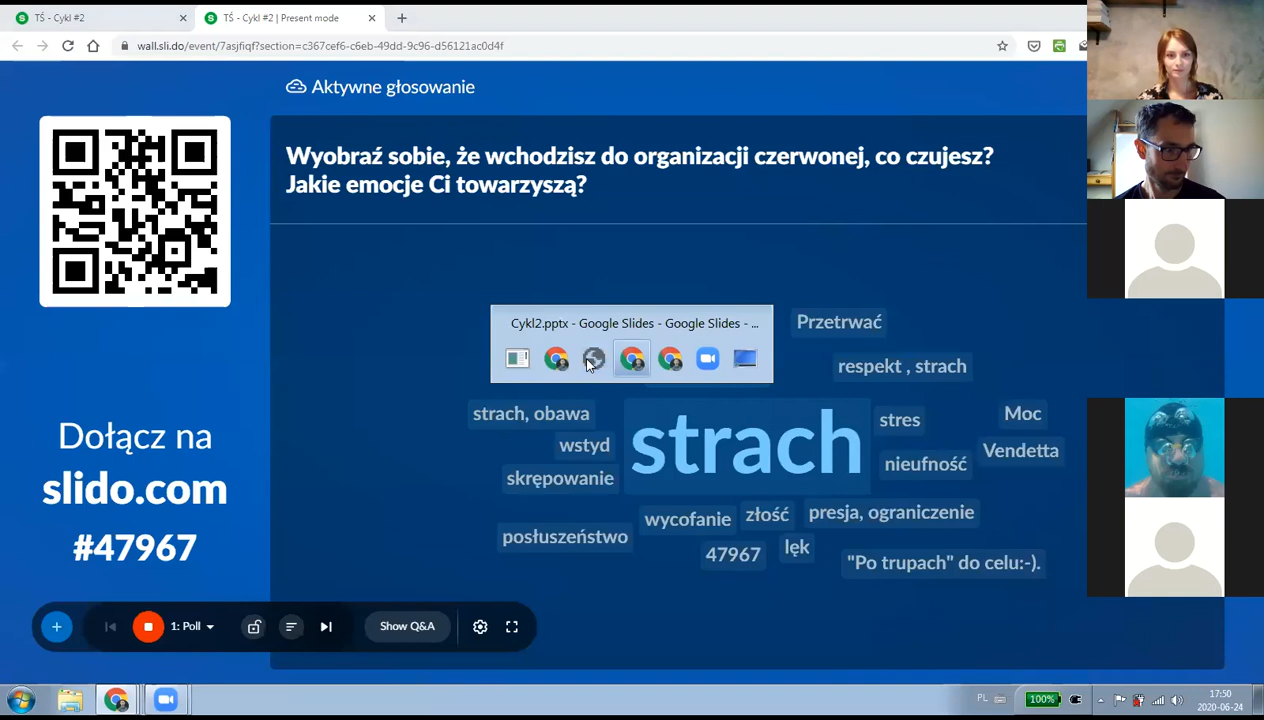 TŚ - Cykl #2
TŚ - Cykl #2 | Present mode
wall.sli.do/event/7asjfiqf?section=c367cef6-c6eb-49dd-9c96-d56121ac0d4f
Aktywne głosowanie
Wyobraź sobie, że wchodzisz do organizacji czerwonej, co czujesz?
Jakie emocje Ci towarzyszą?
Cykl2.pptx - Google Slides - Google Slides - ...
Przetrwać
respekt , strach
strach, obawa
strach
stres
Moc
wstyd
Vendetta
nieufność
skrępowanie
presja, ograniczenie
wycofanie
złość
posłuszeństwo
47967
lęk
"Po trupach" do celu:-).
Dołącz na
slido.com
#47967
1: Poll
Show Q&A
PL
100%
17:50
2020-06-24